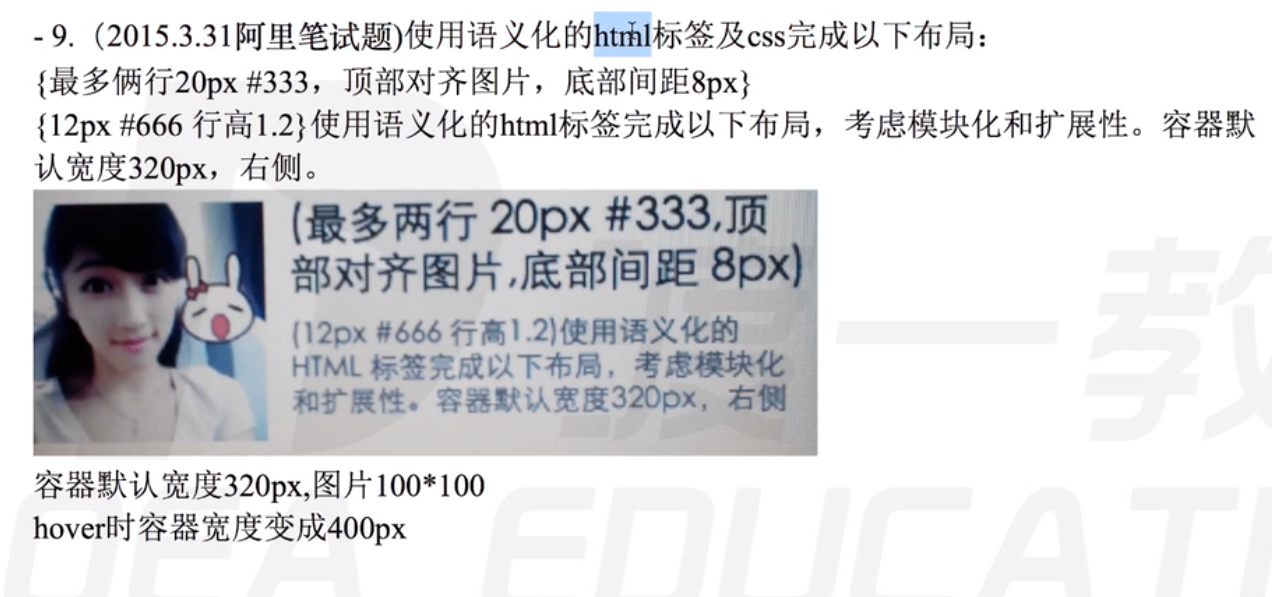 - 9.（2015.3.31阿里笔试题)使用语义化的html标签及css完成以下布局：
{最多俩行20px #333，顶部对齐图片，底部间距8px}
{12px #666 行高1.2}使用语义化的html标签完成以下布局，考虑模块化和扩展性。容器默
认宽度320px，右侧。
(最多两行 20px #333,顶
部对齐图片,底部间距 8px)
(12px #666 行高1.2)使用语义化的
HTML 标签完成以下布局，考虑模块化
和扩展性。容器默认宽度320px，右侧
容器默认宽度320px,图片100*100
hover时容器宽度变成400px